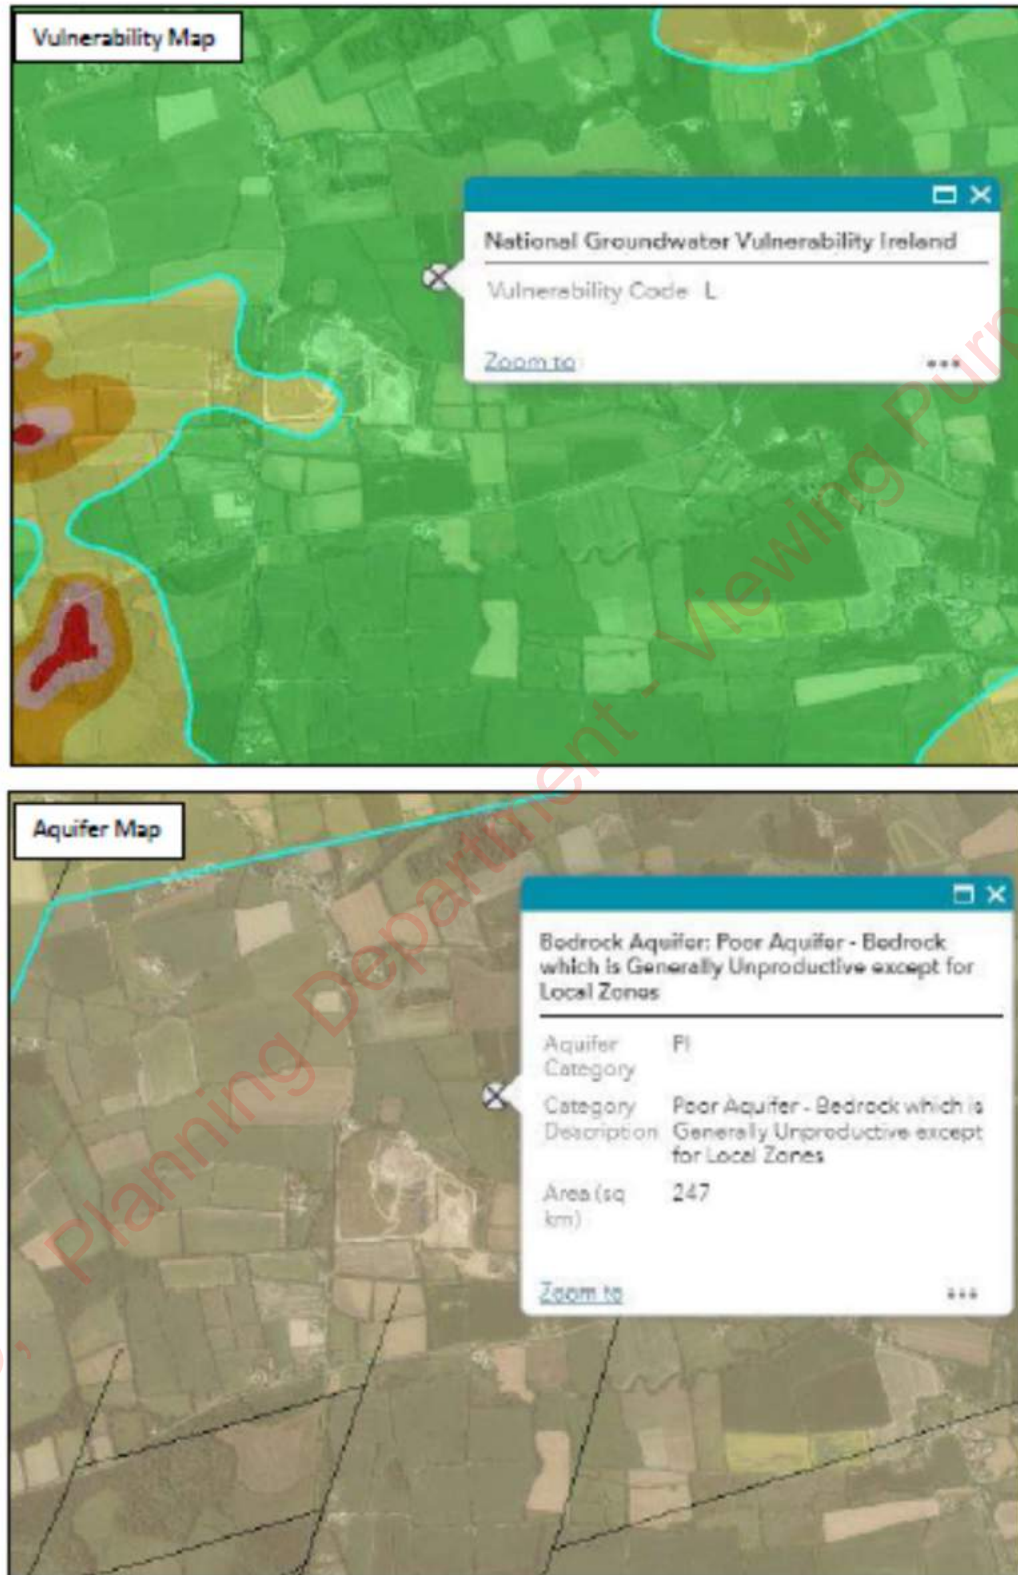 Vulnerability Map
National Groundwater Vulnerability Ireland
Vulnerability Code L
Zoom to
Aquifer Map
Bedrock Aquifer: Poor Aquifer - Bedrock
which is Generally Unproductive except for
Local Zones
Aquifer Category Pl
Category Description Poor Aquifer - Bedrock which is
Generally Unproductive except
for Local Zones
Area (sq km) 247
Zoom to
Planning Department - Viewing